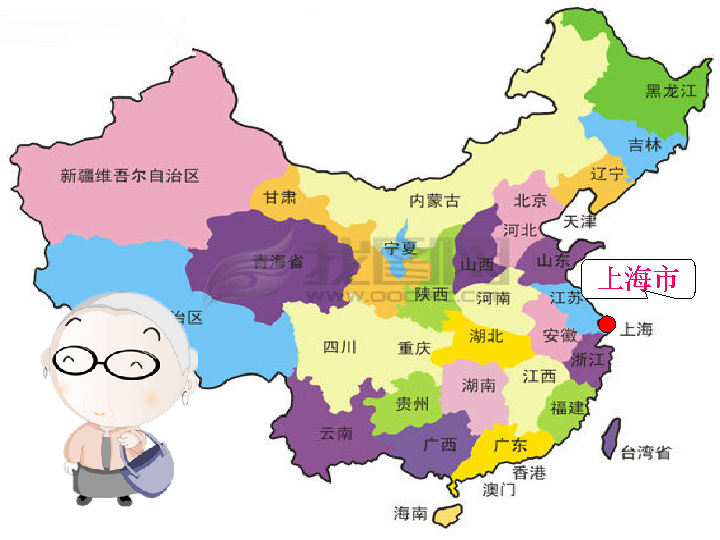 黑龙江
吉林
新疆维吾尔自治区
辽宁
甘肃
内蒙古
北京
天津
河北
宁夏
青海省
山西
山东
上海市
陕西
河南
江苏
治区
上海
四川
重庆
湖北
安徽
浙江
江西
湖南
贵州
福建
云南
广西
广东
台湾省
香港
澳门
海南